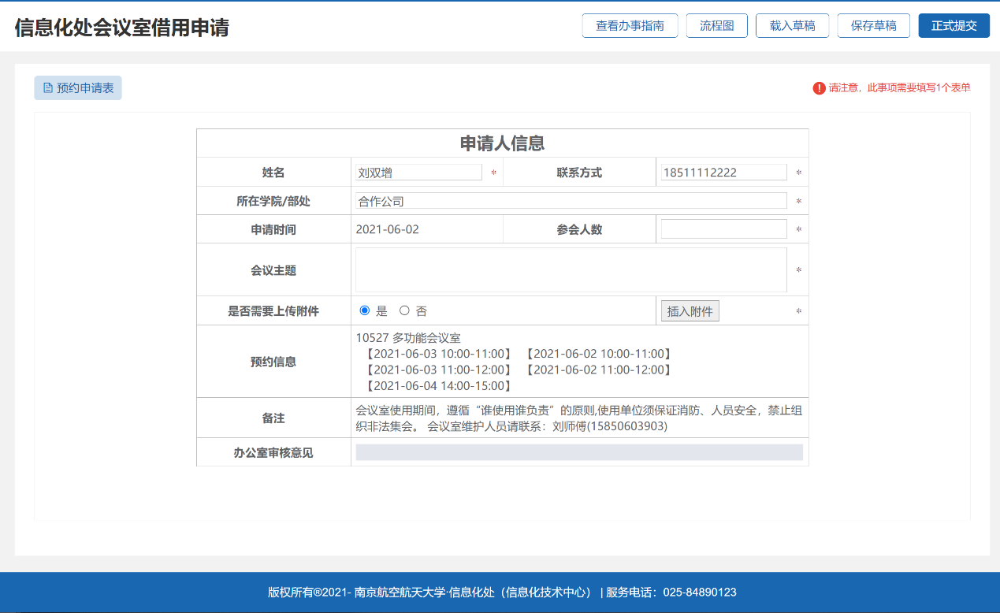 信息化处会议室借用申请 查看办事指南 流程图 载入草稿 保存草稿 正式提交
预约申请表 ! 请注意，此事项需要填写1个表单
申请人信息
姓名 刘双增 * 联系方式 18511112222 *
所在学院/部处 合作公司 *
申请时间 2021-06-02 参会人数 *
会议主题 *
是否需要上传附件 是 否 插入附件 *
预约信息
10527 多功能会议室
【2021-06-03 10:00-11:00】 【2021-06-02 10:00-11:00】
【2021-06-03 11:00-12:00】 【2021-06-02 11:00-12:00】
【2021-06-04 14:00-15:00】
备注
会议室使用期间，遵循“谁使用谁负责”的原则,使用单位须保证消防、人员安全，禁止组
织非法集会。 会议室维护人员请联系：刘师傅(15850603903)
办公室审核意见
版权所有©2021- 南京航空航天大学·信息化处（信息化技术中心） | 服务电话：025-84890123